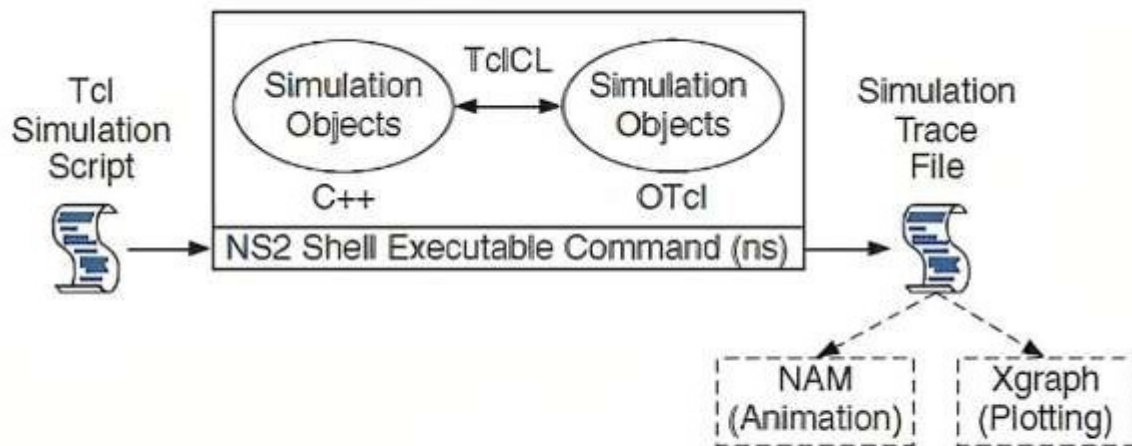 Tcl
Simulation
Script
TclCL
Simulation
Objects
C++
Simulation
Objects
OTcl
NS2 Shell Executable Command (ns)
Simulation
Trace
File
NAM
(Animation)
Xgraph
(Plotting)